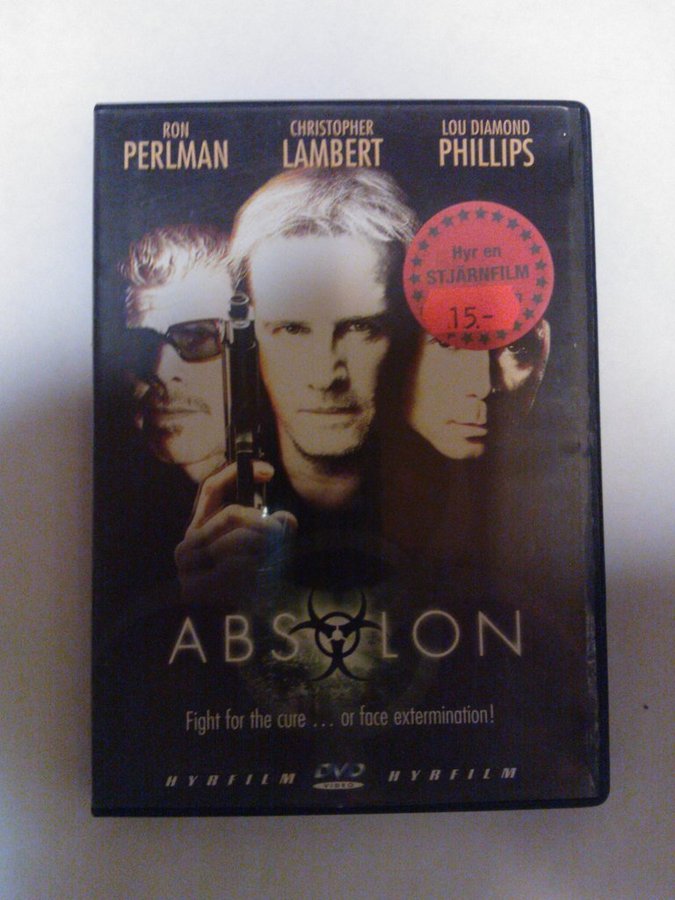 RON
PERLMAN
CHRISTOPHER
LAMBERT
LOU DIAMOND
PHILLIPS
Hyr en
STJÄRNFILM
15.-
ABSOLON
Fight for the cure ... or face extermination!
HYRFILM DVD HYRFILM
VIDEO